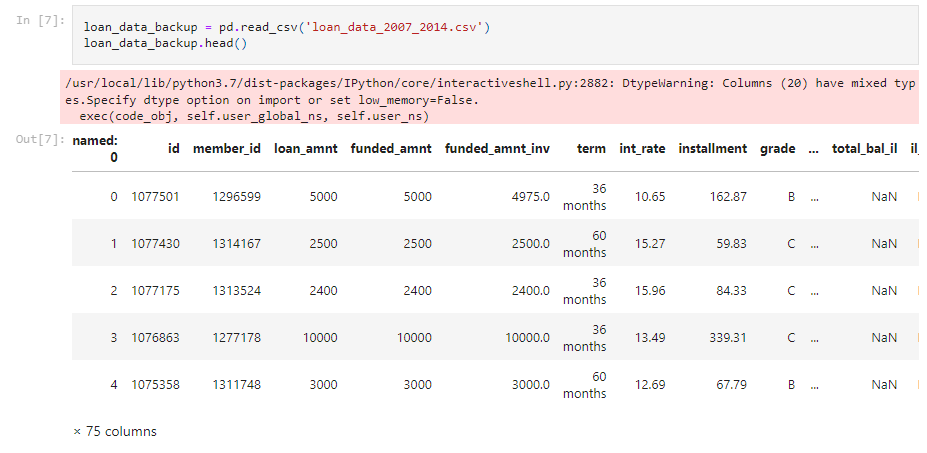 In [7]:
loan_data_backup = pd.read_csv('loan_data_2007_2014.csv')
loan_data_backup.head()
/usr/local/lib/python3.7/dist-packages/IPython/core/interactiveshell.py:2882: DtypeWarning: Columns (20) have mixed typ
es.Specify dtype option on import or set low_memory=False.
exec(code_obj, self.user_global_ns, self.user_ns)
Out[7]:
named: 0 id member_id loan_amnt funded_amnt funded_amnt_inv term int_rate installment grade ... total_bal_il il_
0 1077501 1296599 5000 5000 4975.0 36 months 10.65 162.87 B ... NaN
1 1077430 1314167 2500 2500 2500.0 60 months 15.27 59.83 C ... NaN
2 1077175 1313524 2400 2400 2400.0 36 months 15.96 84.33 C ... NaN
3 1076863 1277178 10000 10000 10000.0 36 months 13.49 339.31 C ... NaN
4 1075358 1311748 3000 3000 3000.0 60 months 12.69 67.79 B ... NaN
× 75 columns